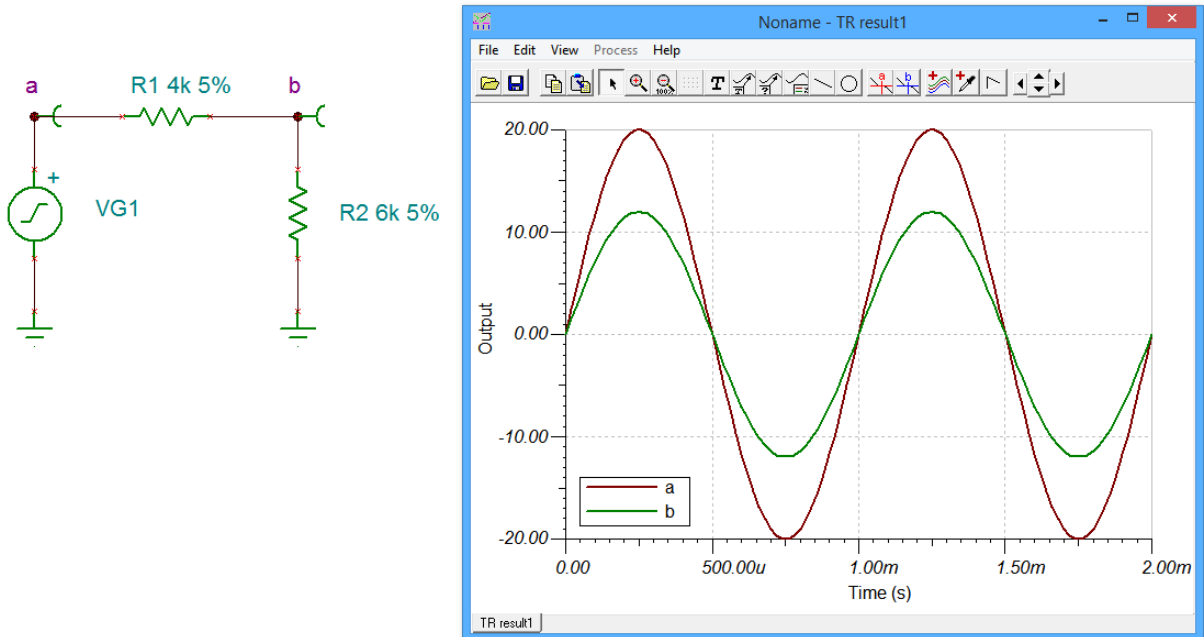 a
R1 4k 5%
b
+
VG1
R2 6k 5%
Noname - TR result1
File Edit View Process Help
100%
T
a
b
20.00
10.00
0.00
-10.00
-20.00
Output
a
b
0.00 500.00u 1.00m 1.50m 2.00m
Time (s)
TR result1